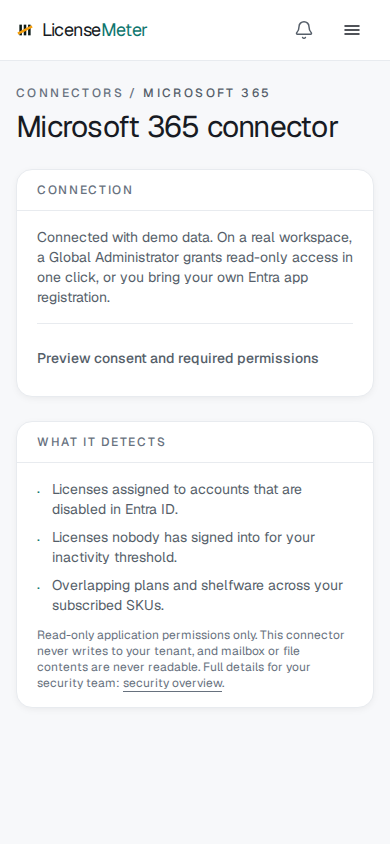 LicenseMeter
CONNECTORS / MICROSOFT 365
Microsoft 365 connector
CONNECTION
Connected with demo data. On a real workspace,
a Global Administrator grants read-only access in
one click, or you bring your own Entra app
registration.
Preview consent and required permissions
WHAT IT DETECTS
· Licenses assigned to accounts that are
disabled in Entra ID.
· Licenses nobody has signed into for your
inactivity threshold.
· Overlapping plans and shelfware across your
subscribed SKUs.
Read-only application permissions only. This connector
never writes to your tenant, and mailbox or file
contents are never readable. Full details for your
security team: security overview.